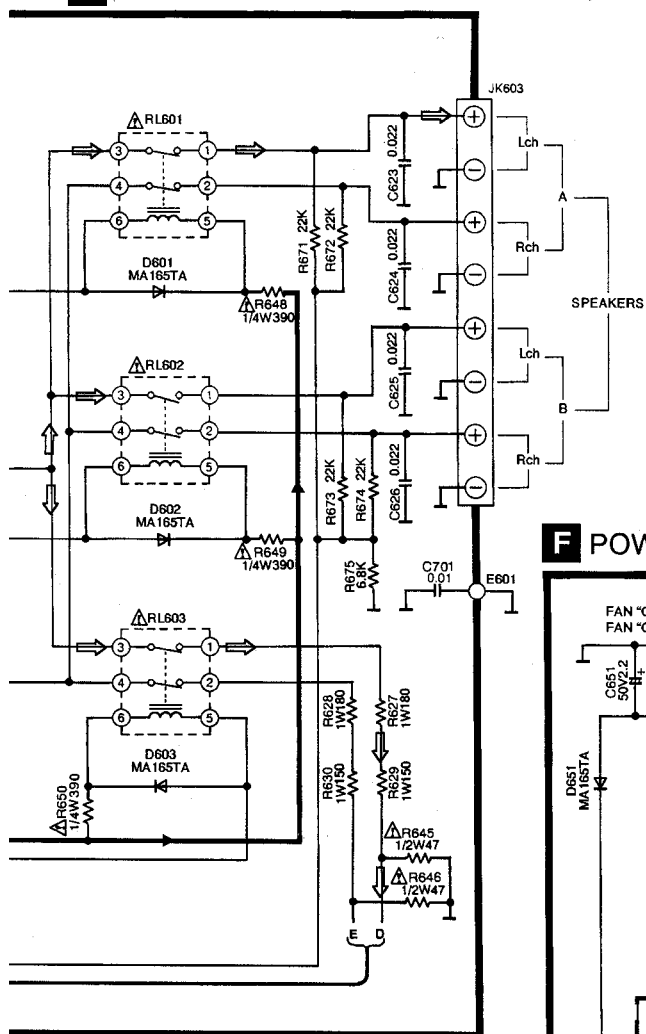 JK603
RL601
3
1
4
2
6
5
D601
MA165TA
R648
1/4W390
R671 22K
R672 22K
C623 0.022
C624 0.022
+
−
Lch
+
−
Rch
A
SPEAKERS
RL602
3
1
4
2
6
5
D602
MA165TA
R649
1/4W390
R673 22K
R674 22K
C625 0.022
C626 0.022
+
−
Lch
+
−
Rch
B
R675
6.8K
C701
0.01
E601
F POW
FAN "C
FAN "C
C651
50V2.2
+
D651
MA165TA
RL603
3
1
4
2
6
5
D603
MA165TA
R650
1/4W390
R628
1W180
R627
1W180
R630
1W150
R629
1W150
R645
1/2W47
R646
1/2W47
E D